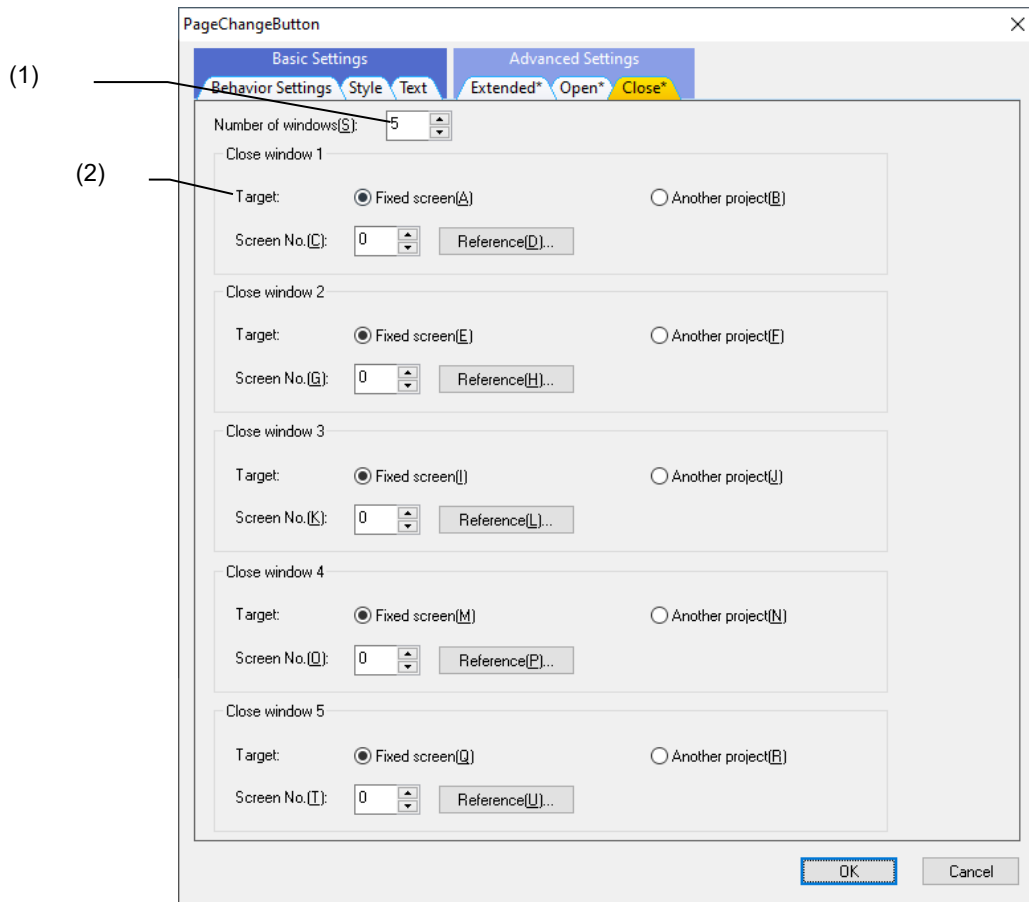 PageChangeButton
Basic Settings Advanced Settings
(1)
Behavior Settings Style Text Extended* Open* Close*
Number of windows(S): 5
Close window 1
(2)
Target: Fixed screen(A) Another project(B)
Screen No.(C): 0 Reference(D)...
Close window 2
Target: Fixed screen(E) Another project(F)
Screen No.(G): 0 Reference(H)...
Close window 3
Target: Fixed screen(I) Another project(J)
Screen No.(K): 0 Reference(L)...
Close window 4
Target: Fixed screen(M) Another project(N)
Screen No.(O): 0 Reference(P)...
Close window 5
Target: Fixed screen(Q) Another project(R)
Screen No.(T): 0 Reference(U)...
OK Cancel